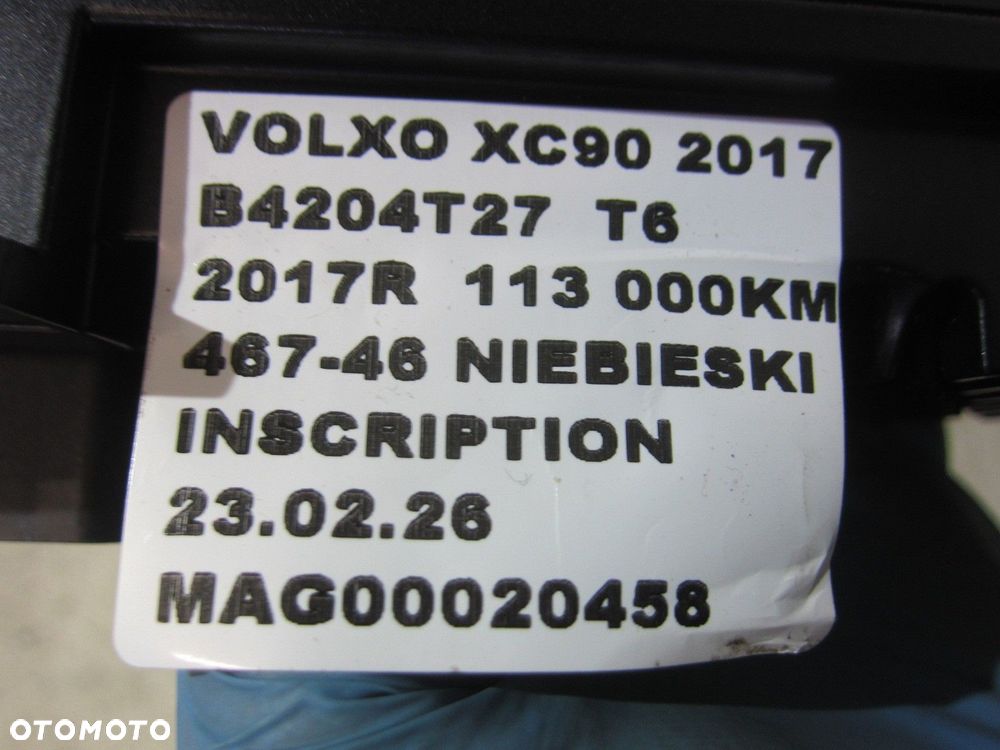 VOLXO XC90 2017
B4204T27 T6
2017R 113 000KM
467-46 NIEBIESKI
INSCRIPTION
23.02.26
MAG00020458
OTOMOTO